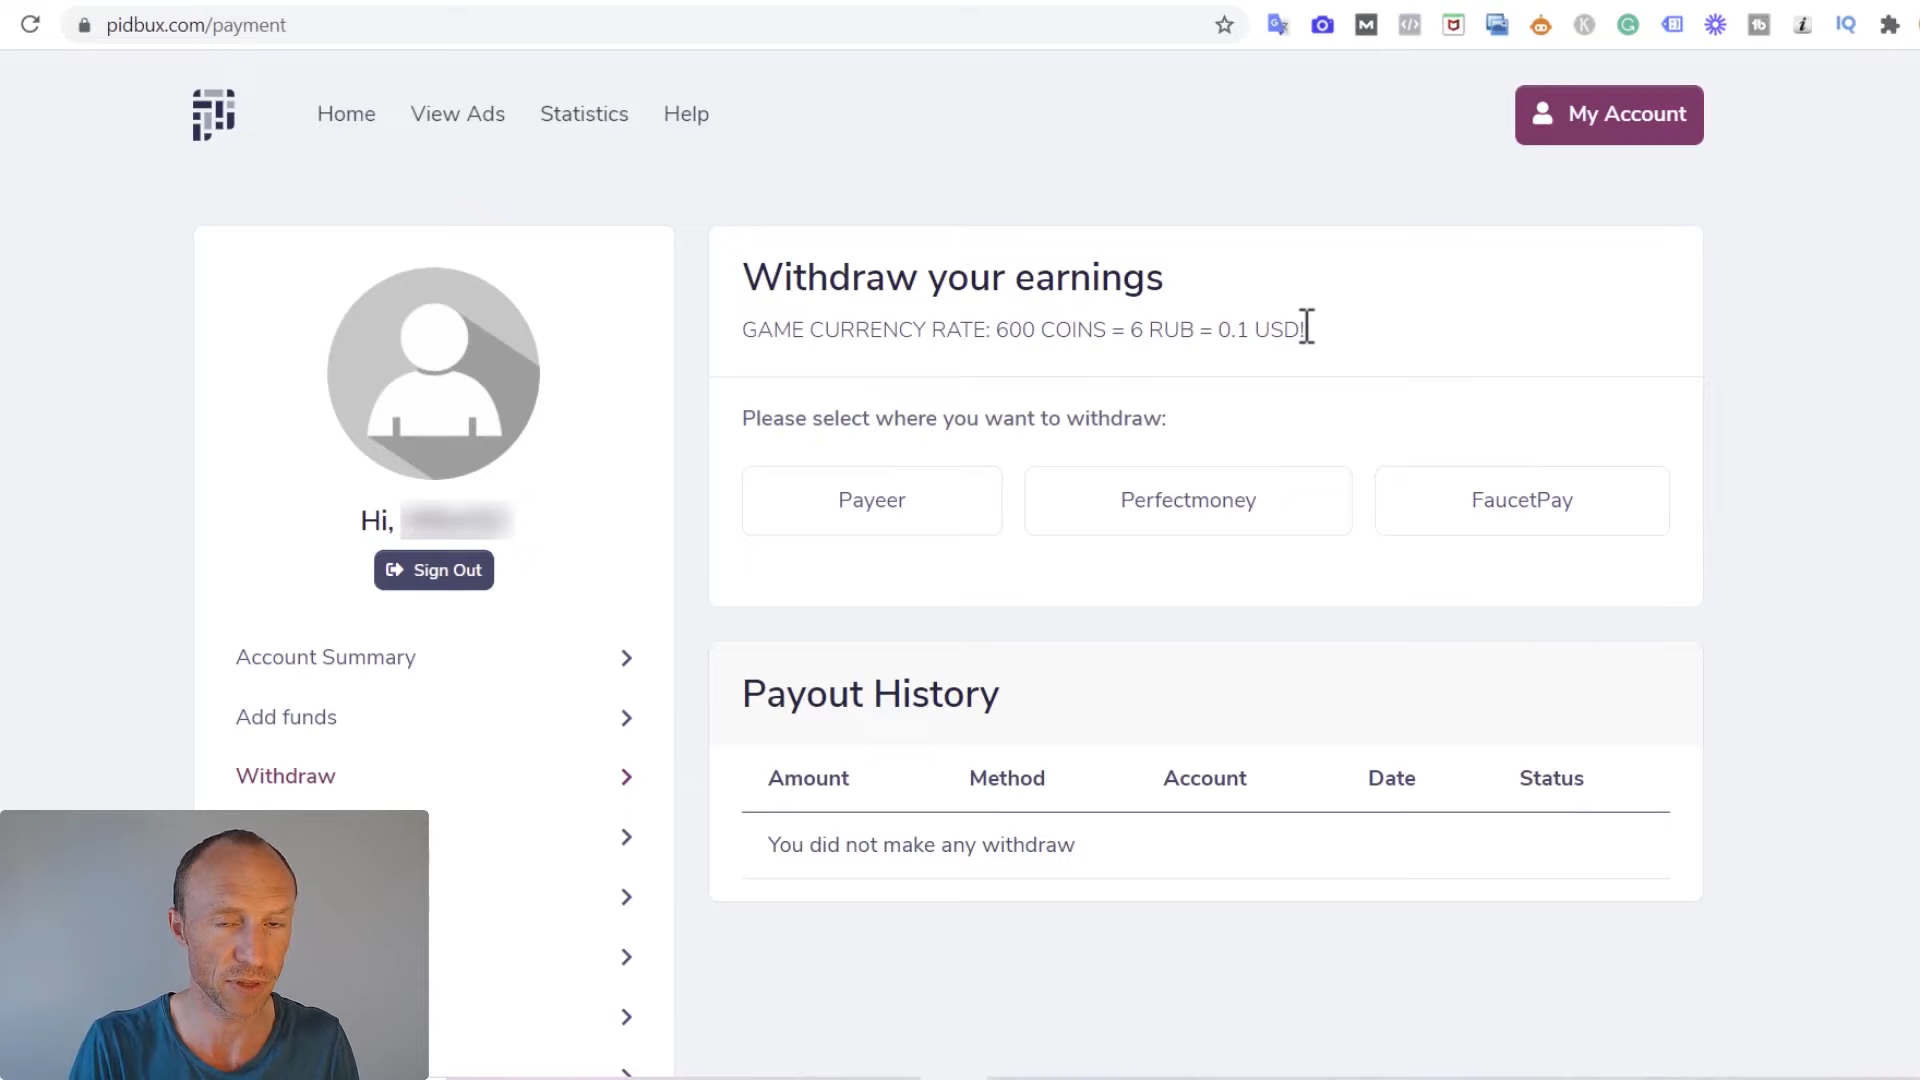 pidbux.com/payment
Home View Ads Statistics Help
My Account
Withdraw your earnings
GAME CURRENCY RATE: 600 COINS = 6 RUB = 0.1 USD!
Please select where you want to withdraw:
Payeer Perfectmoney FaucetPay
Hi,
Sign Out
Account Summary
Add funds
Withdraw
Payout History
Amount Method Account Date Status
You did not make any withdraw